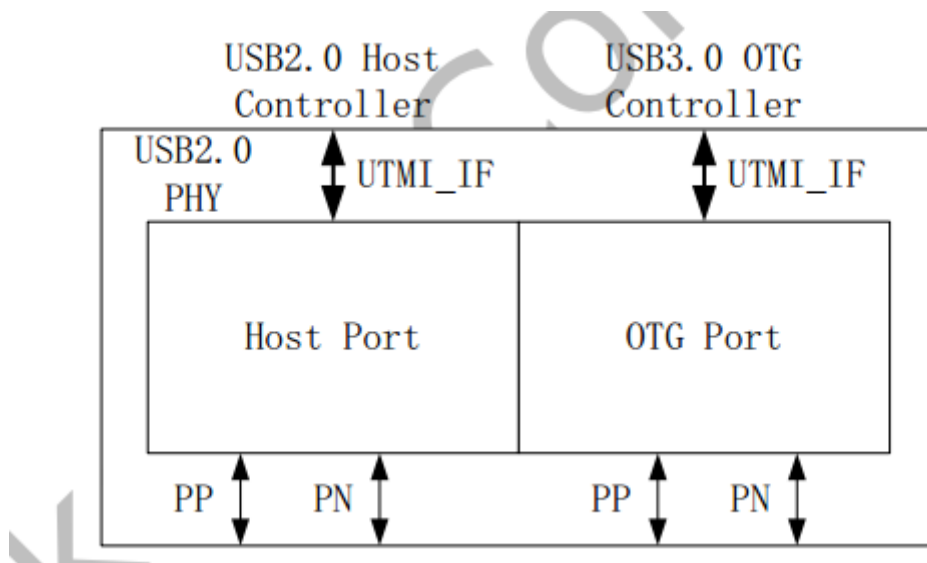 USB2.0 Host
Controller
USB3.0 OTG
Controller
USB2.0
PHY
UTMI_IF
UTMI_IF
Host Port
OTG Port
PP
PN
PP
PN